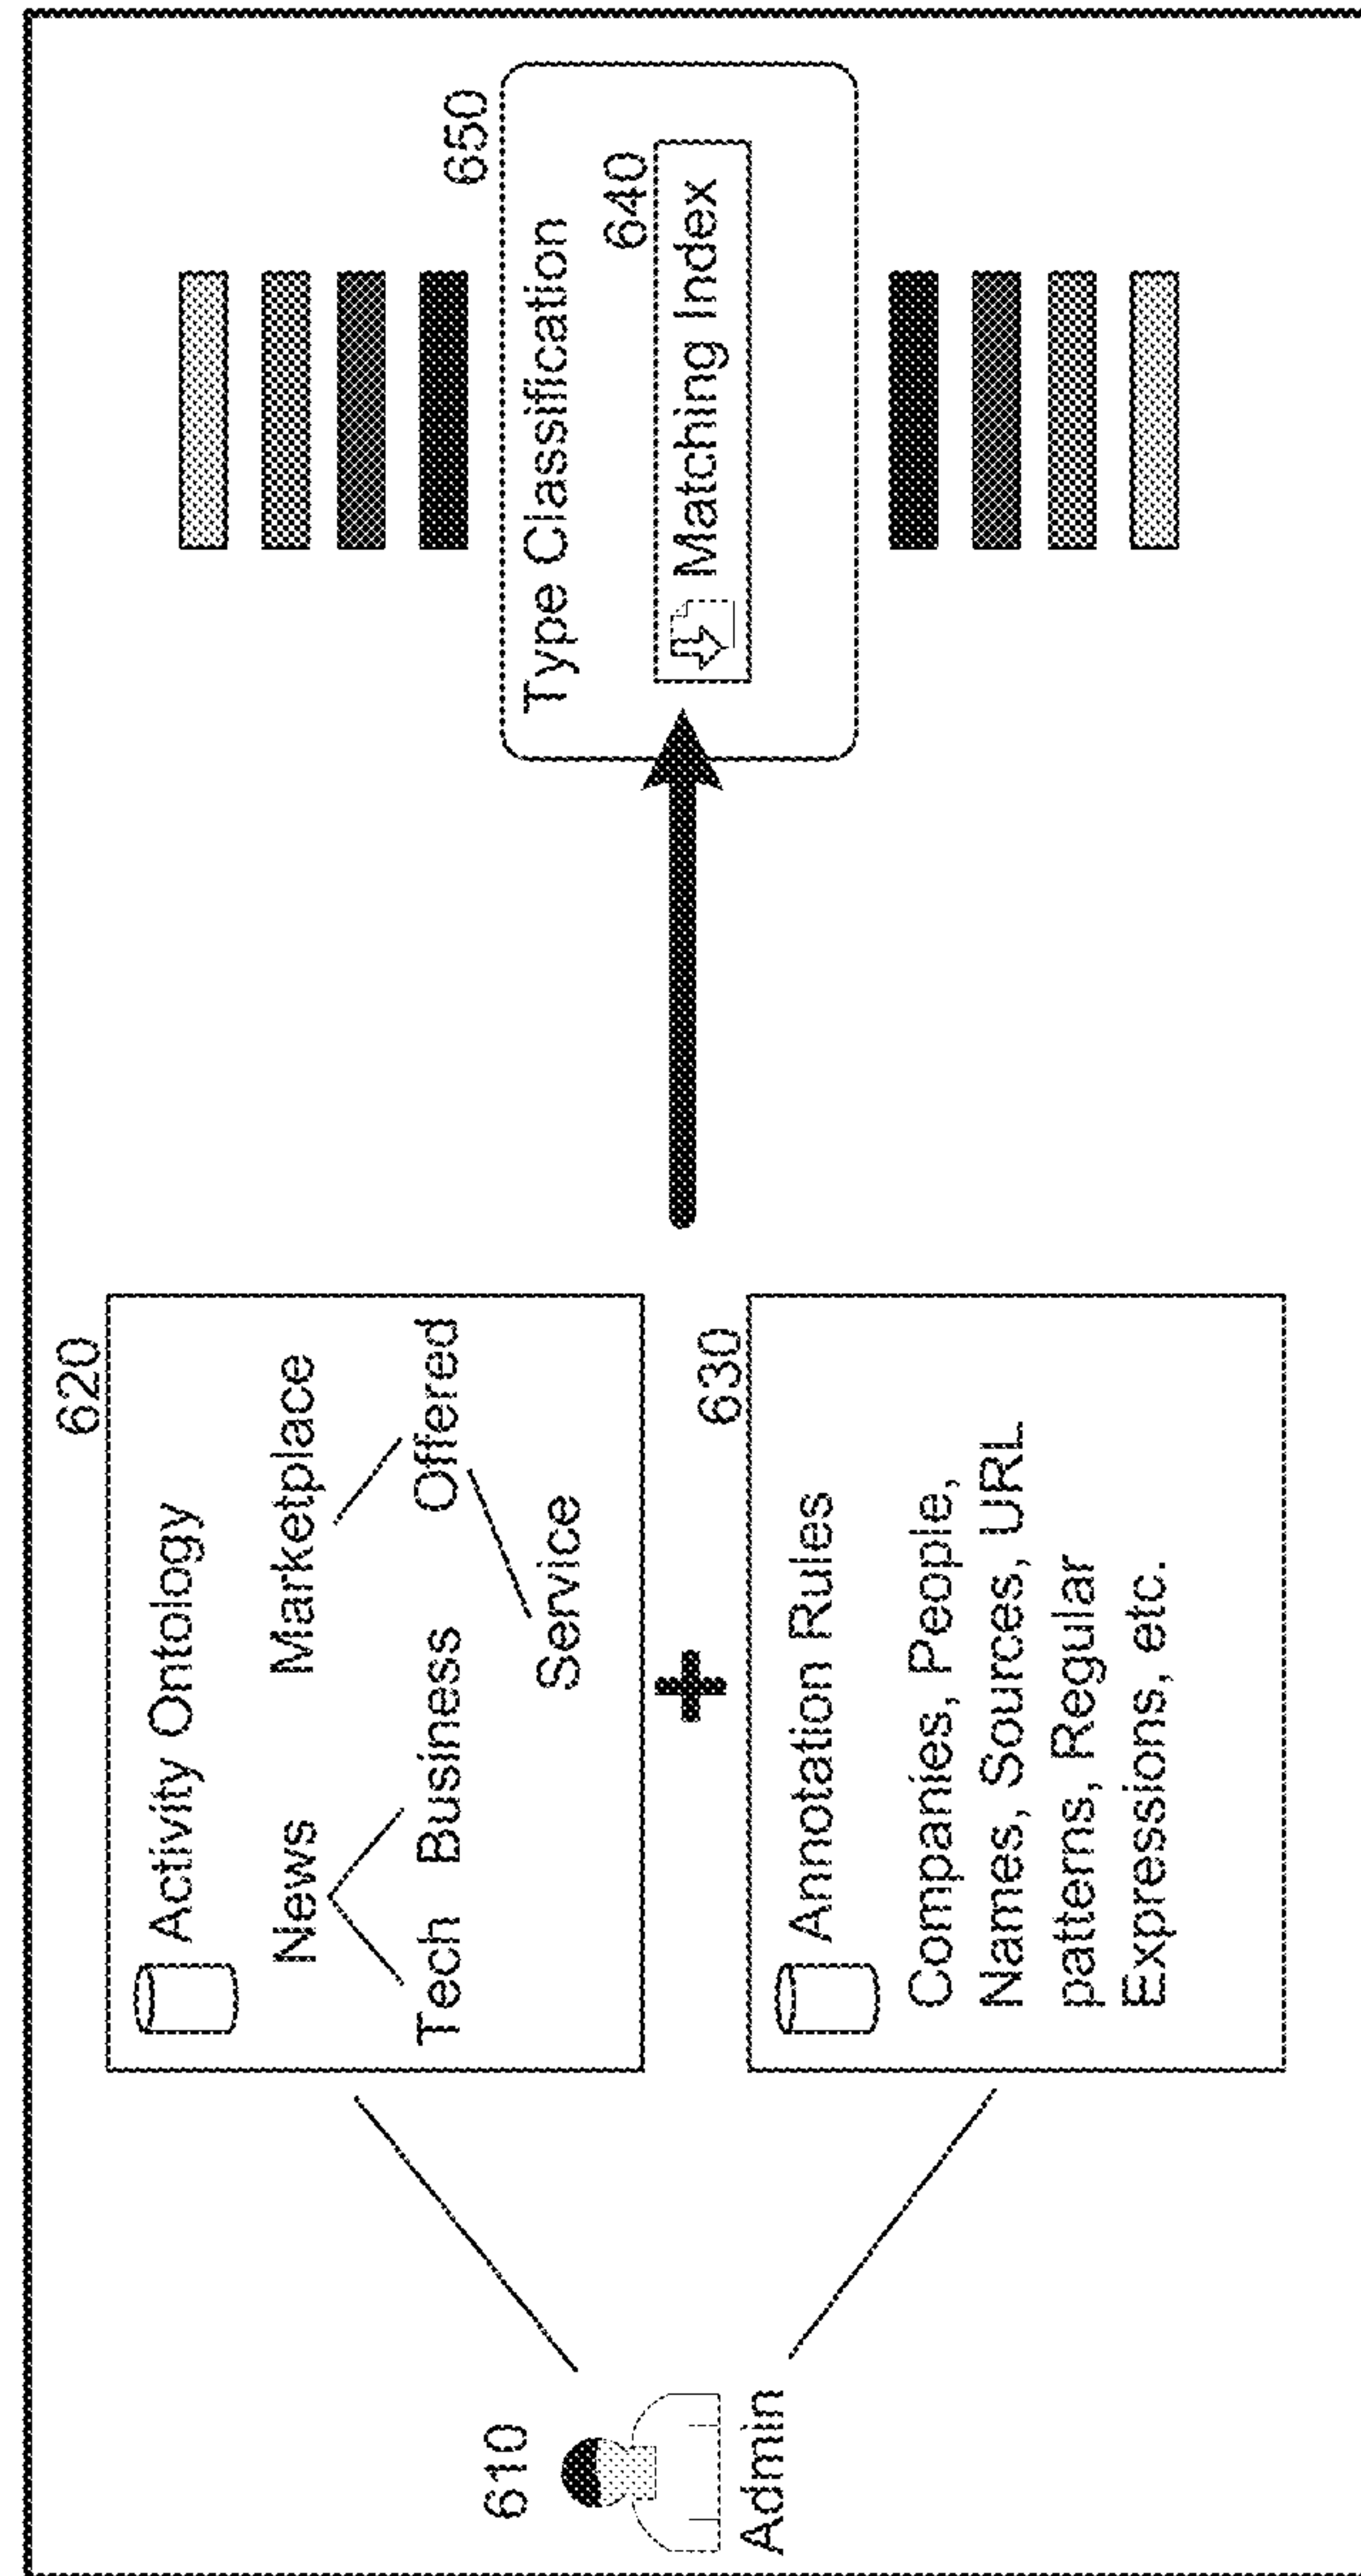 610
Admin
620
Activity Ontology
News Marketplace
Tech Business Offered
Service
+
630
Annotation Rules
Companies, People,
Names, Sources, URL
patterns, Regular
Expressions, etc.
650
Type Classification
640
Matching Index